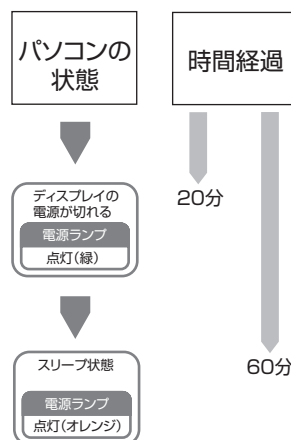 パソコンの
状態
時間経過
20分
ディスプレイの
電源が切れる
電源ランプ
点灯(緑)
60分
スリープ状態
電源ランプ
点灯(オレンジ)